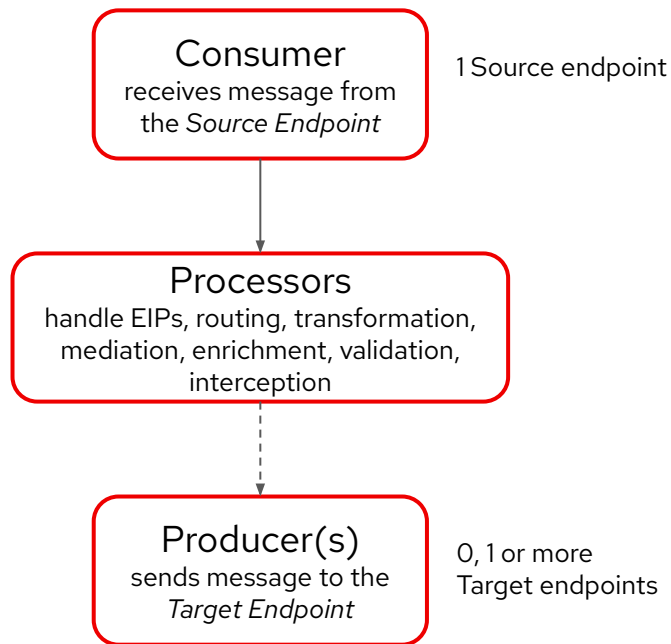 Consumer
receives message from
the Source Endpoint
1 Source endpoint
Processors
handle EIPs, routing, transformation,
mediation, enrichment, validation,
interception
Producer(s)
sends message to the
Target Endpoint
0, 1 or more
Target endpoints